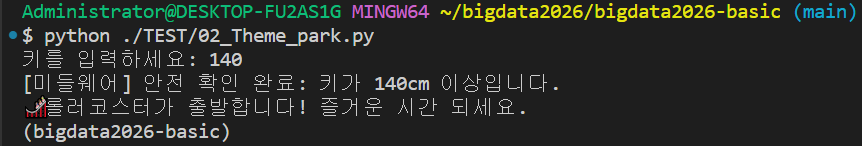 Administrator@DESKTOP-FU2AS1G MINGW64 ~/bigdata2026/bigdata2026-basic (main)
$ python ./TEST/02_Theme_park.py
키를 입력하세요: 140
[미들웨어] 안전 확인 완료: 키가 140cm 이상입니다.
🎢롤러코스터가 출발합니다! 즐거운 시간 되세요.
(bigdata2026-basic)